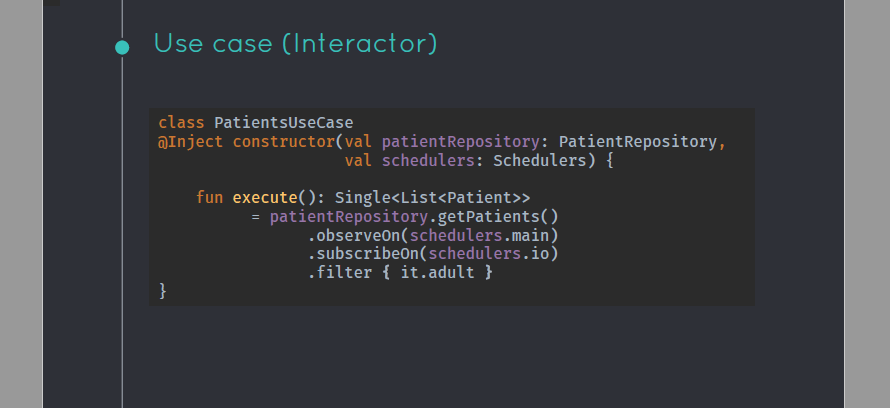 Use case (Interactor)
class PatientsUseCase
@Inject constructor(val patientRepository: PatientRepository,
                    val schedulers: Schedulers) {
    fun execute(): Single<List<Patient>>
          = patientRepository.getPatients()
                .observeOn(schedulers.main)
                .subscribeOn(schedulers.io)
                .filter { it.adult }
}